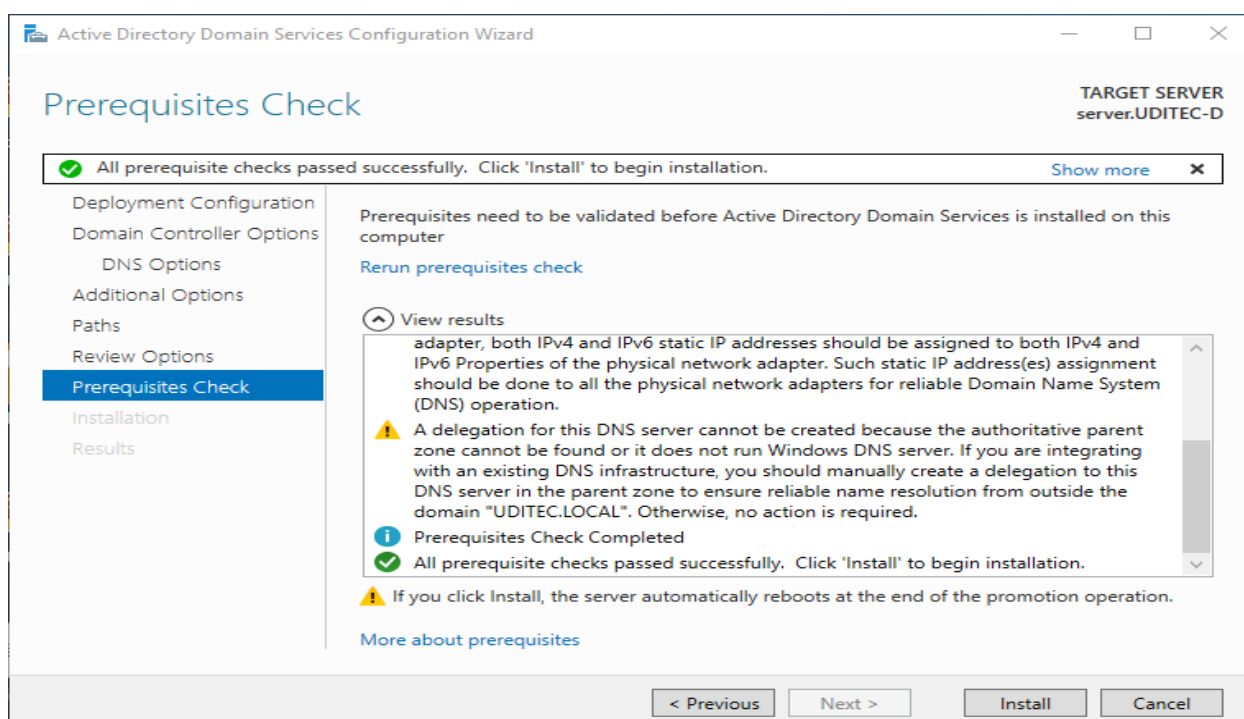 Active Directory Domain Services Configuration Wizard
Prerequisites Check
TARGET SERVER
server.UDITEC-D
All prerequisite checks passed successfully. Click 'Install' to begin installation.
Show more
Deployment Configuration
Domain Controller Options
DNS Options
Additional Options
Paths
Review Options
Prerequisites Check
Installation
Results
Prerequisites need to be validated before Active Directory Domain Services is installed on this
computer
Rerun prerequisites check
View results
adapter, both IPv4 and IPv6 static IP addresses should be assigned to both IPv4 and
IPv6 Properties of the physical network adapter. Such static IP address(es) assignment
should be done to all the physical network adapters for reliable Domain Name System
(DNS) operation.
A delegation for this DNS server cannot be created because the authoritative parent
zone cannot be found or it does not run Windows DNS server. If you are integrating
with an existing DNS infrastructure, you should manually create a delegation to this
DNS server in the parent zone to ensure reliable name resolution from outside the
domain "UDITEC.LOCAL". Otherwise, no action is required.
Prerequisites Check Completed
All prerequisite checks passed successfully. Click 'Install' to begin installation.
If you click Install, the server automatically reboots at the end of the promotion operation.
More about prerequisites
< Previous
Next >
Install
Cancel